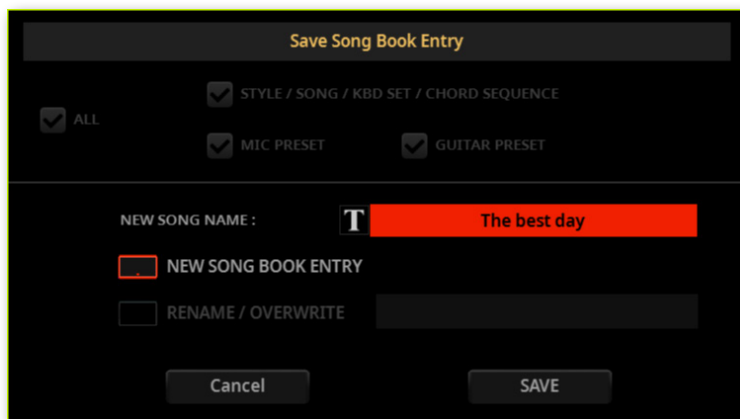 Save Song Book Entry
STYLE / SONG / KBD SET / CHORD SEQUENCE
ALL
MIC PRESET GUITAR PRESET
NEW SONG NAME : T The best day
NEW SONG BOOK ENTRY
RENAME / OVERWRITE
Cancel SAVE